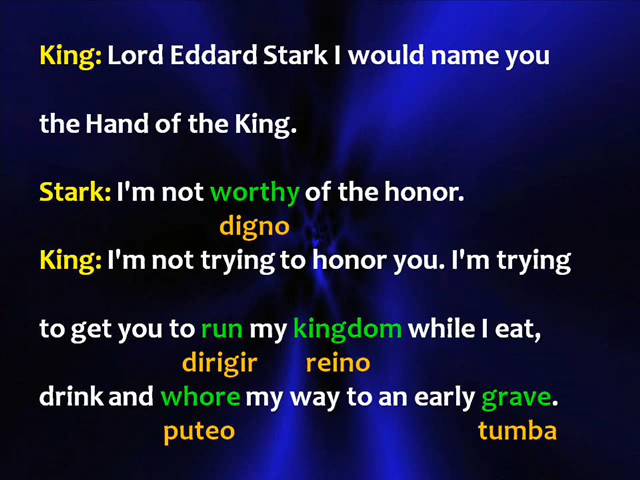 King: Lord Eddard Stark I would name you
the Hand of the King.
Stark: I'm not worthy of the honor.
digno
King: I'm not trying to honor you. I'm trying
to get you to run my kingdom while I eat,
dirigir reino
drink and whore my way to an early grave.
puteo tumba